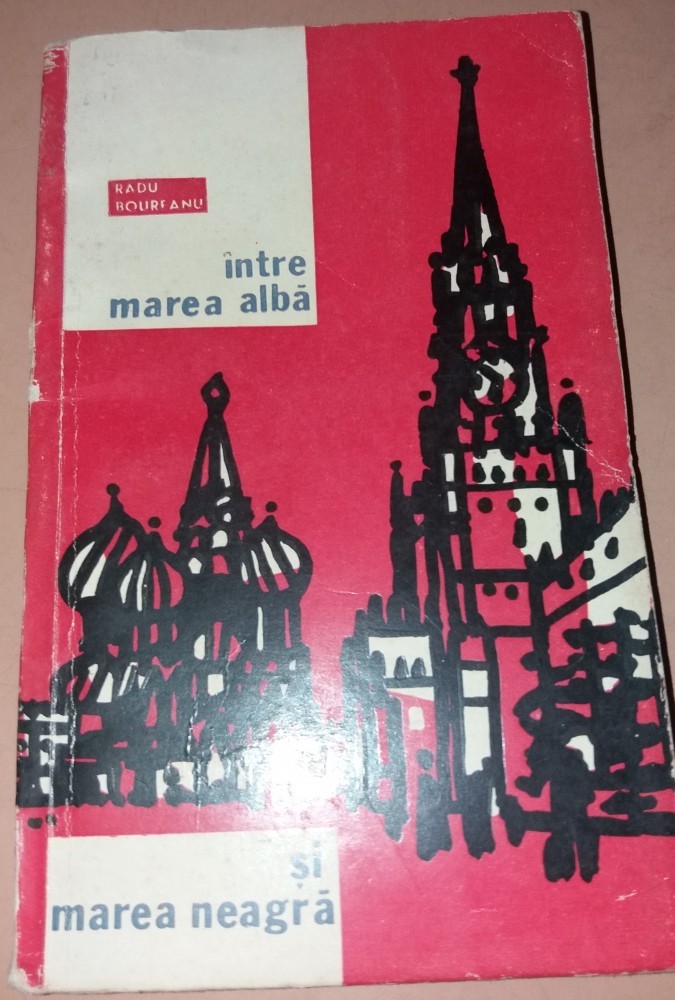 RADU
BOUREANU
între
marea albă
și
marea neagră